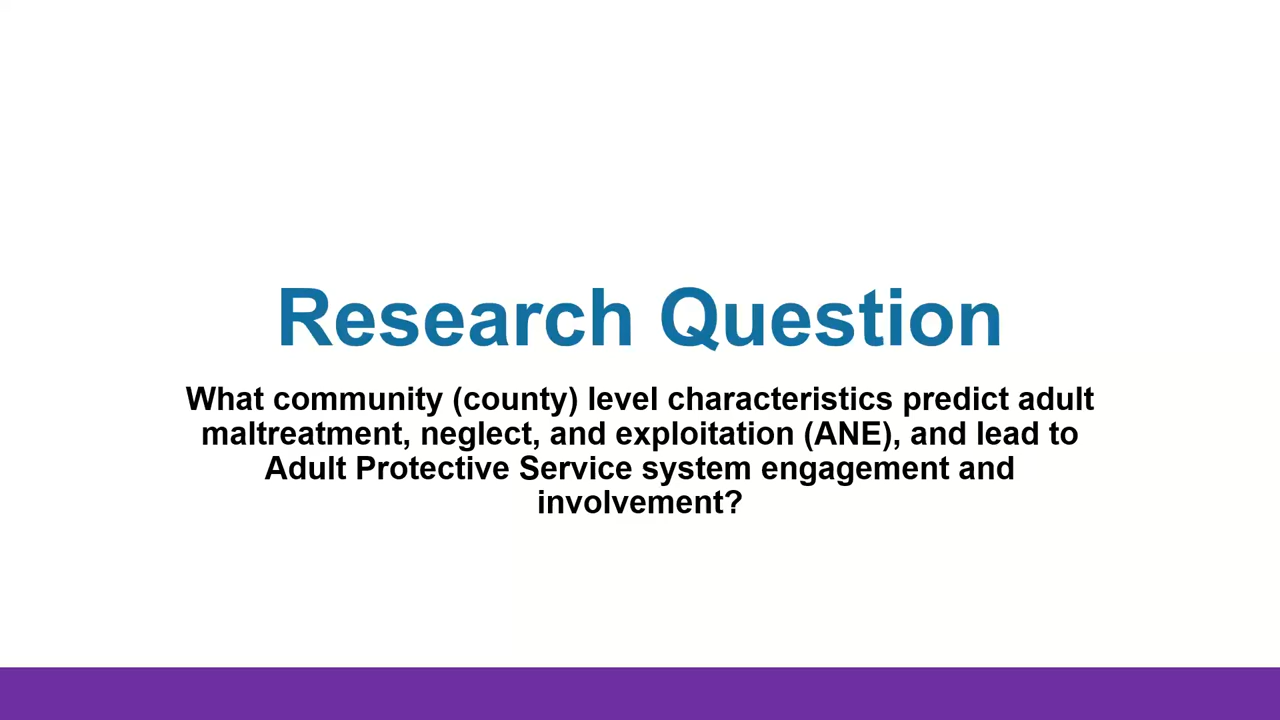 Research Question
What community (county) level characteristics predict adult
maltreatment, neglect, and exploitation (ANE), and lead to
Adult Protective Service system engagement and
involvement?